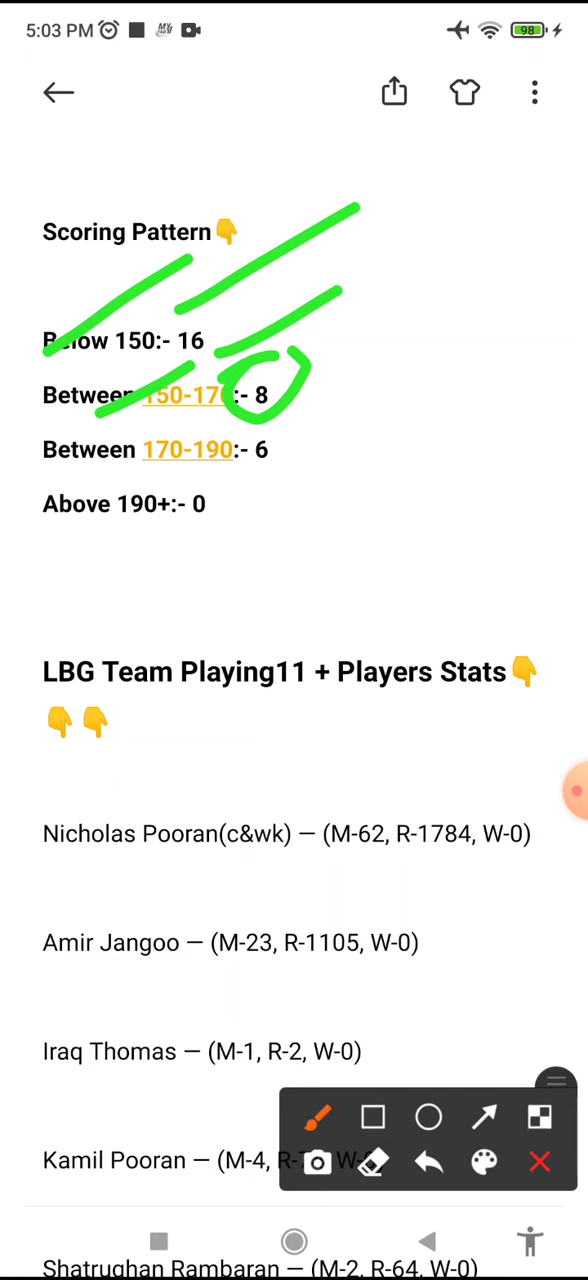 5:03 PM
98
Scoring Pattern👇
Below 150:- 16
Between 150-170:- 8
Between 170-190:- 6
Above 190+:- 0
LBG Team Playing11 + Players Stats👇
👇👇
Nicholas Pooran(c&wk) — (M-62, R-1784, W-0)
Amir Jangoo — (M-23, R-1105, W-0)
Iraq Thomas — (M-1, R-2, W-0)
Kamil Pooran — (M-4,
Shatrughan Rambaran — (M-2, R-64, W-0)